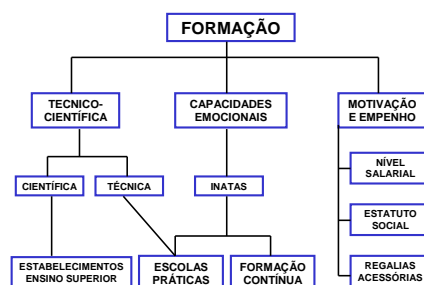 FORMAÇÃO
TECNICO-
CIENTÍFICA
CAPACIDADES
EMOCIONAIS
MOTIVAÇÃO
E EMPENHO
CIENTÍFICA
TÉCNICA
INATAS
NÍVEL
SALARIAL
ESTATUTO
SOCIAL
ESTABELECIMENTOS
ENSINO SUPERIOR
ESCOLAS
PRÁTICAS
FORMAÇÃO
CONTÍNUA
REGALIAS
ACESSÓRIAS